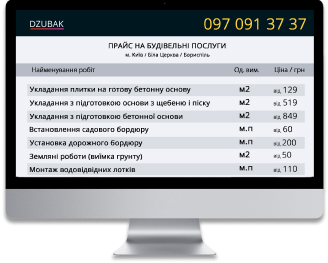 DZUBAK 097 091 37 37
ПРАЙС НА БУДІВЕЛЬНІ ПОСЛУГИ
м. Київ / Біла Церква / Бориспіль
Найменування робіт Од. вим. Ціна / грн
Укладання плитки на готову бетонну основу м2 від 129
Укладання з підготовкою основи з щебеню і піску м2 від 519
Укладання з підготовкою бетонної основи м2 від 849
Встановлення садового бордюру м.п від 60
Установка дорожного бордюру м.п від 200
Земляні роботи (виїмка грунту) м2 від 50
Монтаж водовідвідних лотків м.п від 110